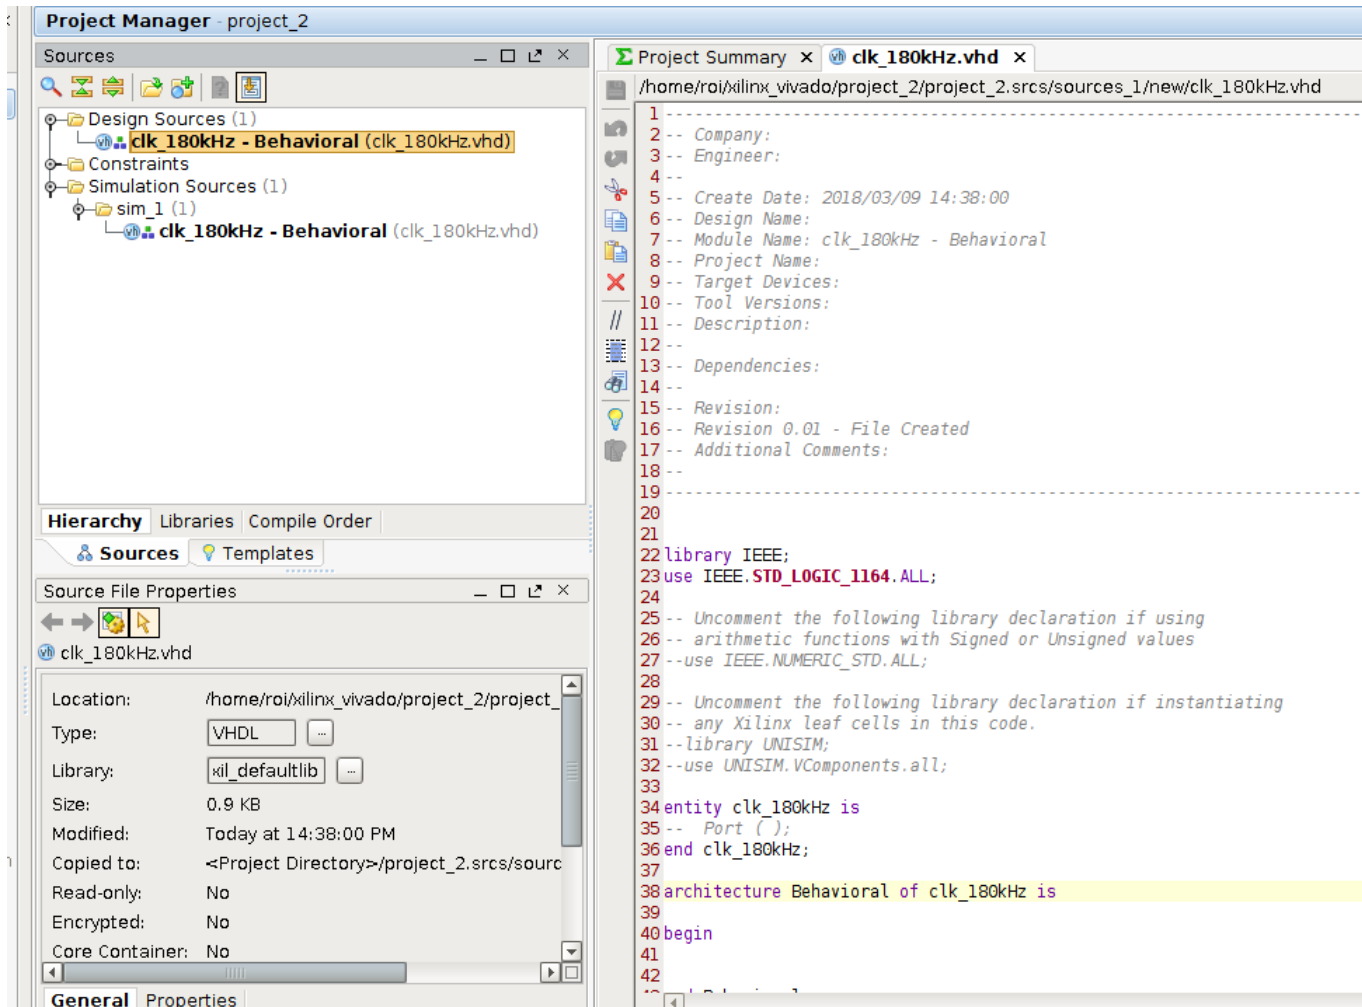 Project Manager - project_2
Sources
Design Sources (1)
clk_180kHz - Behavioral (clk_180kHz.vhd)
Constraints
Simulation Sources (1)
sim_1 (1)
clk_180kHz - Behavioral (clk_180kHz.vhd)
Hierarchy Libraries Compile Order
Sources Templates
Source File Properties
clk_180kHz.vhd
Location: /home/roi/xilinx_vivado/project_2/project_
Type: VHDL ...
Library: xil_defaultlib ...
Size: 0.9 KB
Modified: Today at 14:38:00 PM
Copied to: <Project Directory>/project_2.srcs/sourc
Read-only: No
Encrypted: No
Core Container: No
General Properties
Project Summary clk_180kHz.vhd
/home/roi/xilinx_vivado/project_2/project_2.srcs/sources_1/new/clk_180kHz.vhd
1 ------------------------------------------------------------------------
2 -- Company:
3 -- Engineer:
4 --
5 -- Create Date: 2018/03/09 14:38:00
6 -- Design Name:
7 -- Module Name: clk_180kHz - Behavioral
8 -- Project Name:
9 -- Target Devices:
10 -- Tool Versions:
11 -- Description:
12 --
13 -- Dependencies:
14 --
15 -- Revision:
16 -- Revision 0.01 - File Created
17 -- Additional Comments:
18 --
19 ------------------------------------------------------------------------
20
21
22 library IEEE;
23 use IEEE.STD_LOGIC_1164.ALL;
24
25 -- Uncomment the following library declaration if using
26 -- arithmetic functions with Signed or Unsigned values
27 --use IEEE.NUMERIC_STD.ALL;
28
29 -- Uncomment the following library declaration if instantiating
30 -- any Xilinx leaf cells in this code.
31 --library UNISIM;
32 --use UNISIM.VComponents.all;
33
34 entity clk_180kHz is
35 -- Port ( );
36 end clk_180kHz;
37
38 architecture Behavioral of clk_180kHz is
39
40 begin
41
42